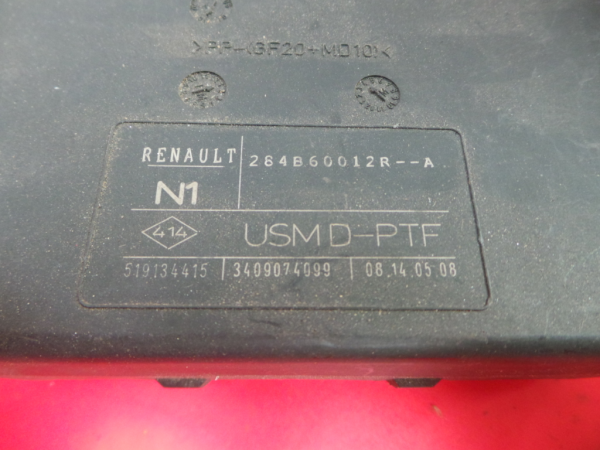 >PP-(GF20+MD10)<
RENAULT 284B60012R--A
N1
414 USM D-PTF
519134415 3409074099 08.14.05 08